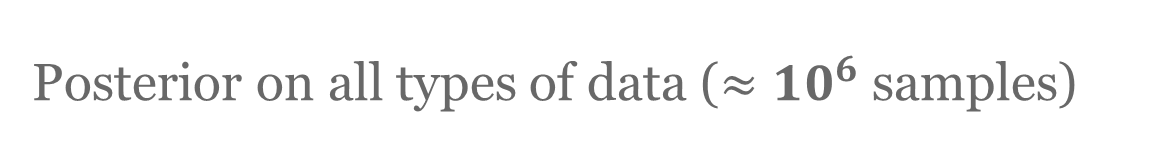 Posterior on all types of data (≈ 10⁶ samples)